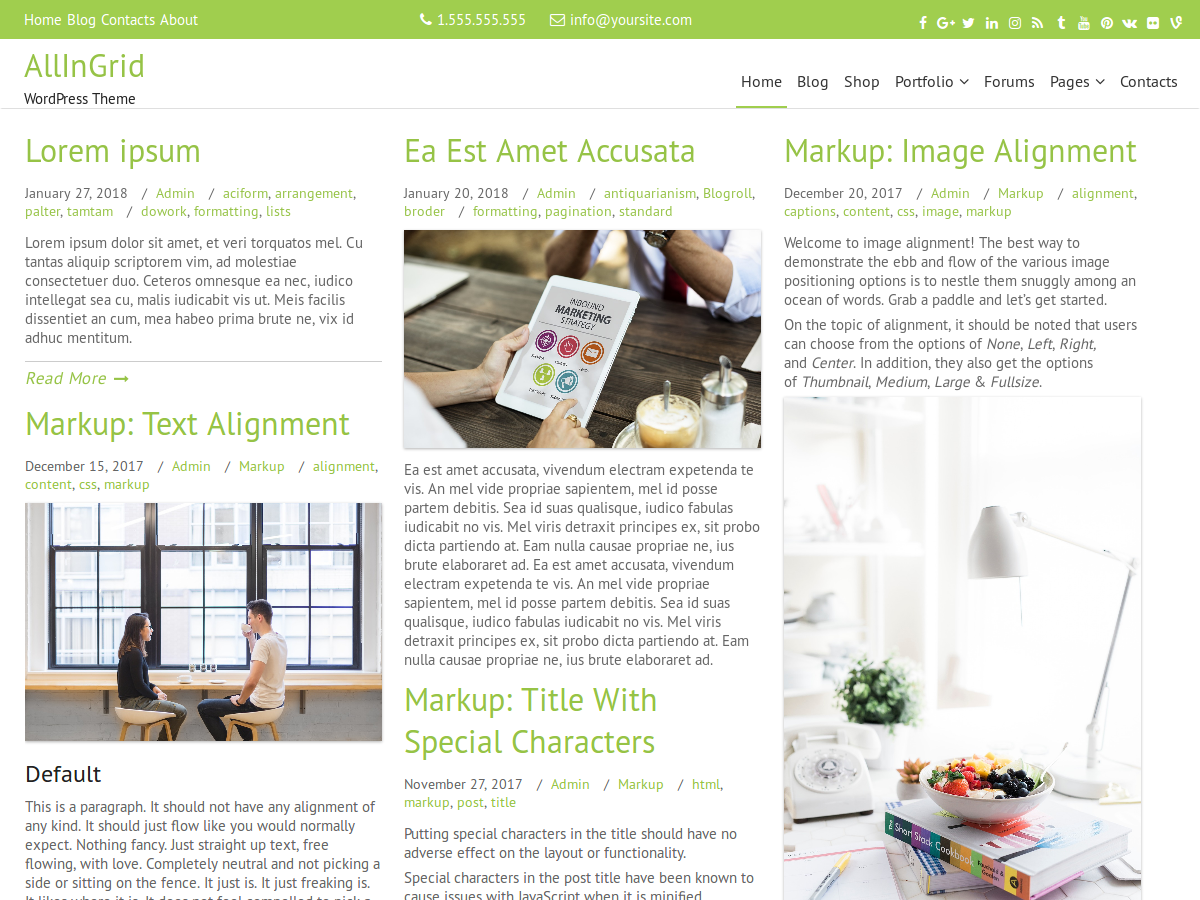 Home Blog Contacts About
1.555.555.555
info@yoursite.com
AllInGrid
WordPress Theme
Home Blog Shop Portfolio Forums Pages Contacts
Lorem ipsum
January 27, 2018 / Admin / aciform, arrangement,
palter, tamtam / dowork, formatting, lists
Lorem ipsum dolor sit amet, et veri torquatos mel. Cu
tantas aliquip scriptorem vim, ad molestiae
consectetuer duo. Ceteros omnesque ea nec, iudico
intellegat sea cu, malis iudicabit vis ut. Meis facilis
dissentiet an cum, mea habeo prima brute ne, vix id
adhuc mentitum.
Read More
Markup: Text Alignment
December 15, 2017 / Admin / Markup / alignment,
content, css, markup
Default
This is a paragraph. It should not have any alignment of
any kind. It should just flow like you would normally
expect. Nothing fancy. Just straight up text, free
flowing, with love. Completely neutral and not picking a
side or sitting on the fence. It just is. It just freaking is.
It likes where it is. It does not feel compelled to pick a
Ea Est Amet Accusata
January 20, 2018 / Admin / antiquarianism, Blogroll,
broder / formatting, pagination, standard
INBOUND
MARKETING
STRATEGY
Ea est amet accusata, vivendum electram expetenda te
vis. An mel vide propriae sapientem, mel id posse
partem debitis. Sea id suas qualisque, iudico fabulas
iudicabit no vis. Mel viris detraxit principes ex, sit probo
dicta partiendo at. Eam nulla causae propriae ne, ius
brute elaboraret ad. Ea est amet accusata, vivendum
electram expetenda te vis. An mel vide propriae
sapientem, mel id posse partem debitis. Sea id suas
qualisque, iudico fabulas iudicabit no vis. Mel viris
detraxit principes ex, sit probo dicta partiendo at. Eam
nulla causae propriae ne, ius brute elaboraret ad.
Markup: Title With
Special Characters
November 27, 2017 / Admin / Markup / html,
markup, post, title
Putting special characters in the title should have no
adverse effect on the layout or functionality.
Special characters in the post title have been known to
cause issues with JavaScript when it is minified
Markup: Image Alignment
December 20, 2017 / Admin / Markup / alignment,
captions, content, css, image, markup
Welcome to image alignment! The best way to
demonstrate the ebb and flow of the various image
positioning options is to nestle them snuggly among an
ocean of words. Grab a paddle and let's get started.
On the topic of alignment, it should be noted that users
can choose from the options of None, Left, Right,
and Center. In addition, they also get the options
of Thumbnail, Medium, Large & Fullsize.
Short Stack Cookbook